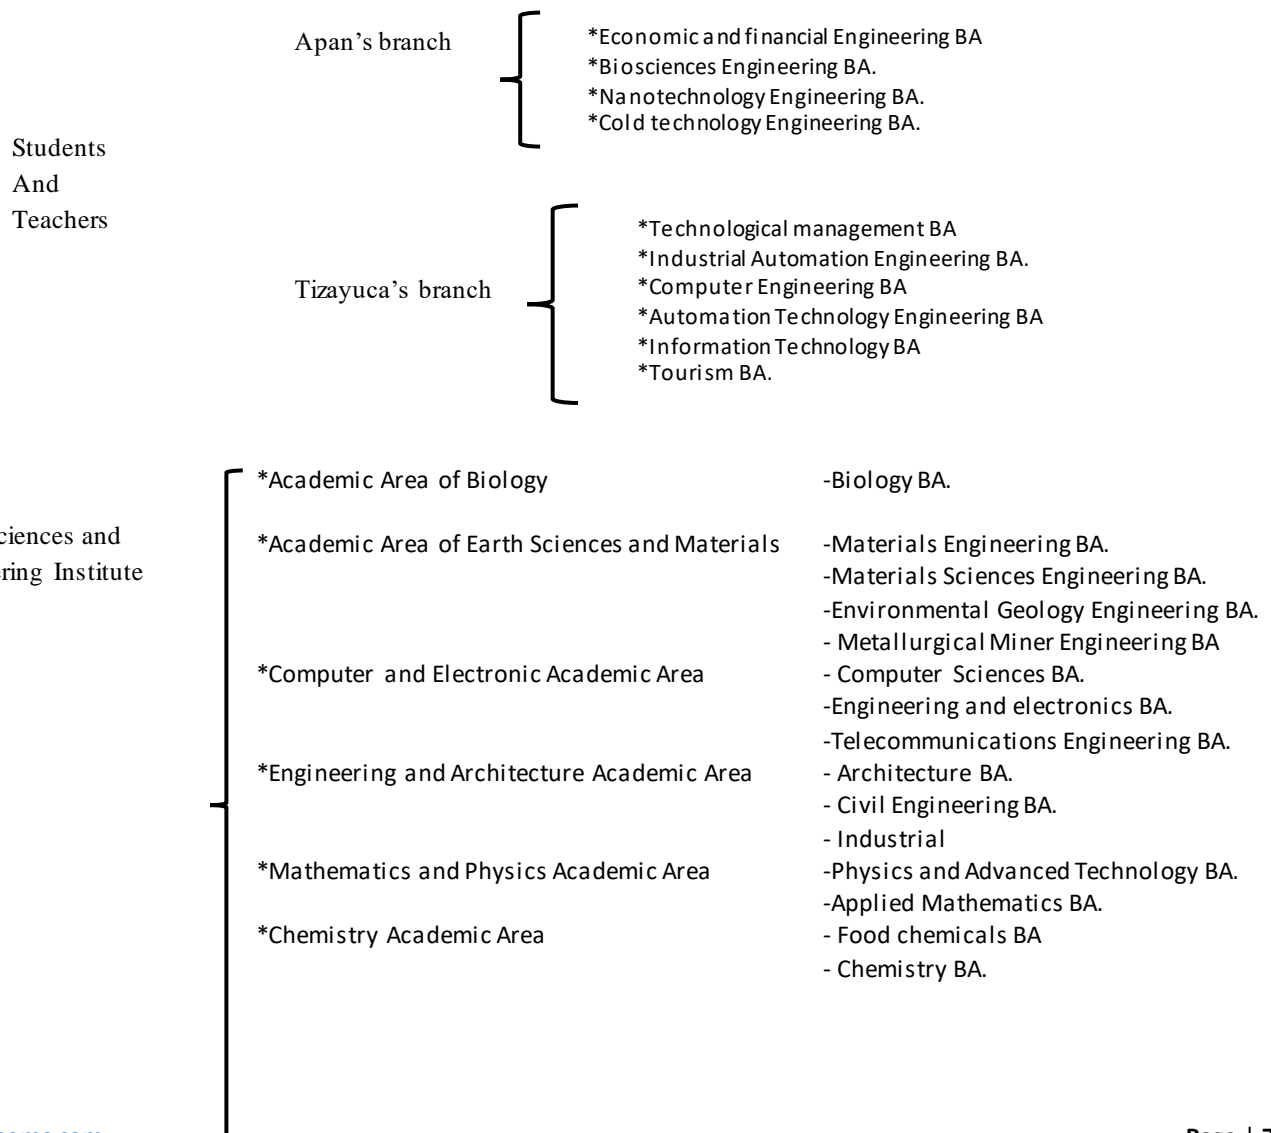 Apan's branch
*Economic and financial Engineering BA
*Biosciences Engineering BA.
*Nanotechnology Engineering BA.
*Cold technology Engineering BA.
Students
And
Teachers
Tizayuca's branch
*Technological management BA
*Industrial Automation Engineering BA.
*Computer Engineering BA
*Automation Technology Engineering BA
*Information Technology BA
*Tourism BA.
*Academic Area of Biology -Biology BA.
and
Institute
*Academic Area of Earth Sciences and Materials -Materials Engineering BA.
-Materials Sciences Engineering BA.
-Environmental Geology Engineering BA.
- Metallurgical Miner Engineering BA
*Computer and Electronic Academic Area - Computer Sciences BA.
-Engineering and electronics BA.
-Telecommunications Engineering BA.
*Engineering and Architecture Academic Area - Architecture BA.
- Civil Engineering BA.
- Industrial
*Mathematics and Physics Academic Area -Physics and Advanced Technology BA.
-Applied Mathematics BA.
*Chemistry Academic Area - Food chemicals BA
- Chemistry BA.